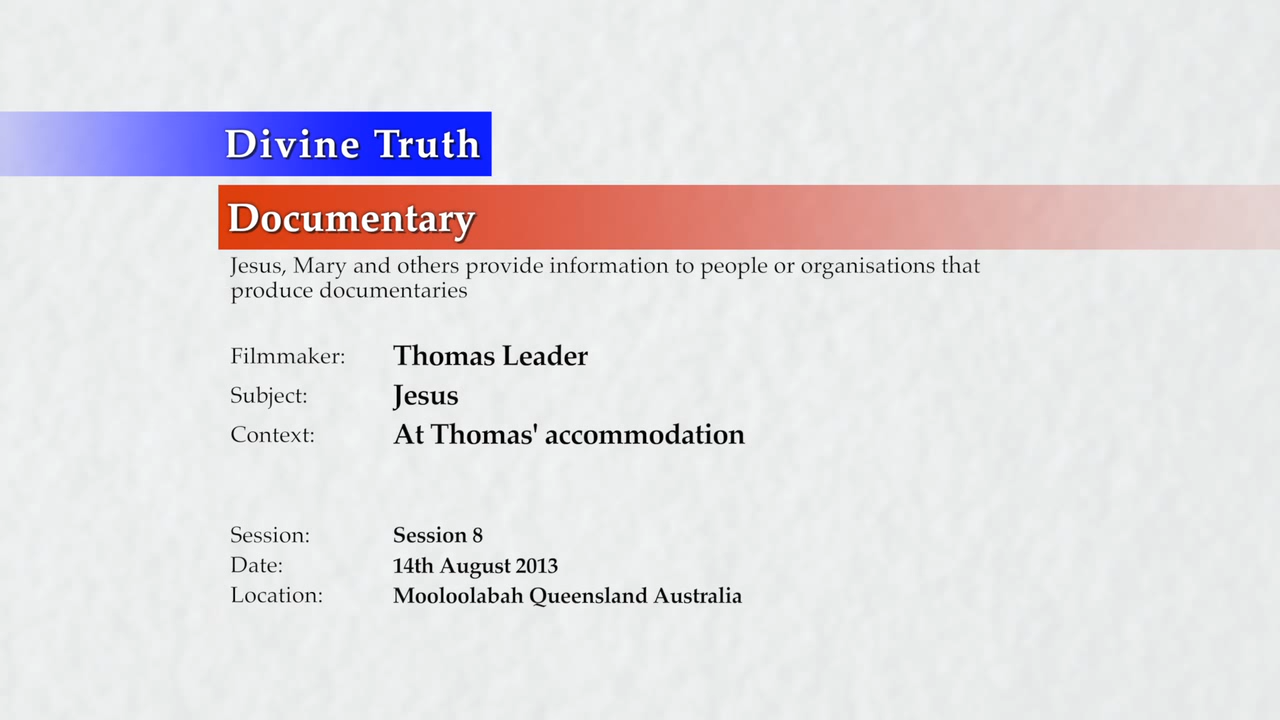 Divine Truth
Documentary
Jesus, Mary and others provide information to people or organisations that
produce documentaries
Filmmaker: Thomas Leader
Subject: Jesus
Context: At Thomas' accommodation
Session: Session 8
Date: 14th August 2013
Location: Mooloolabah Queensland Australia